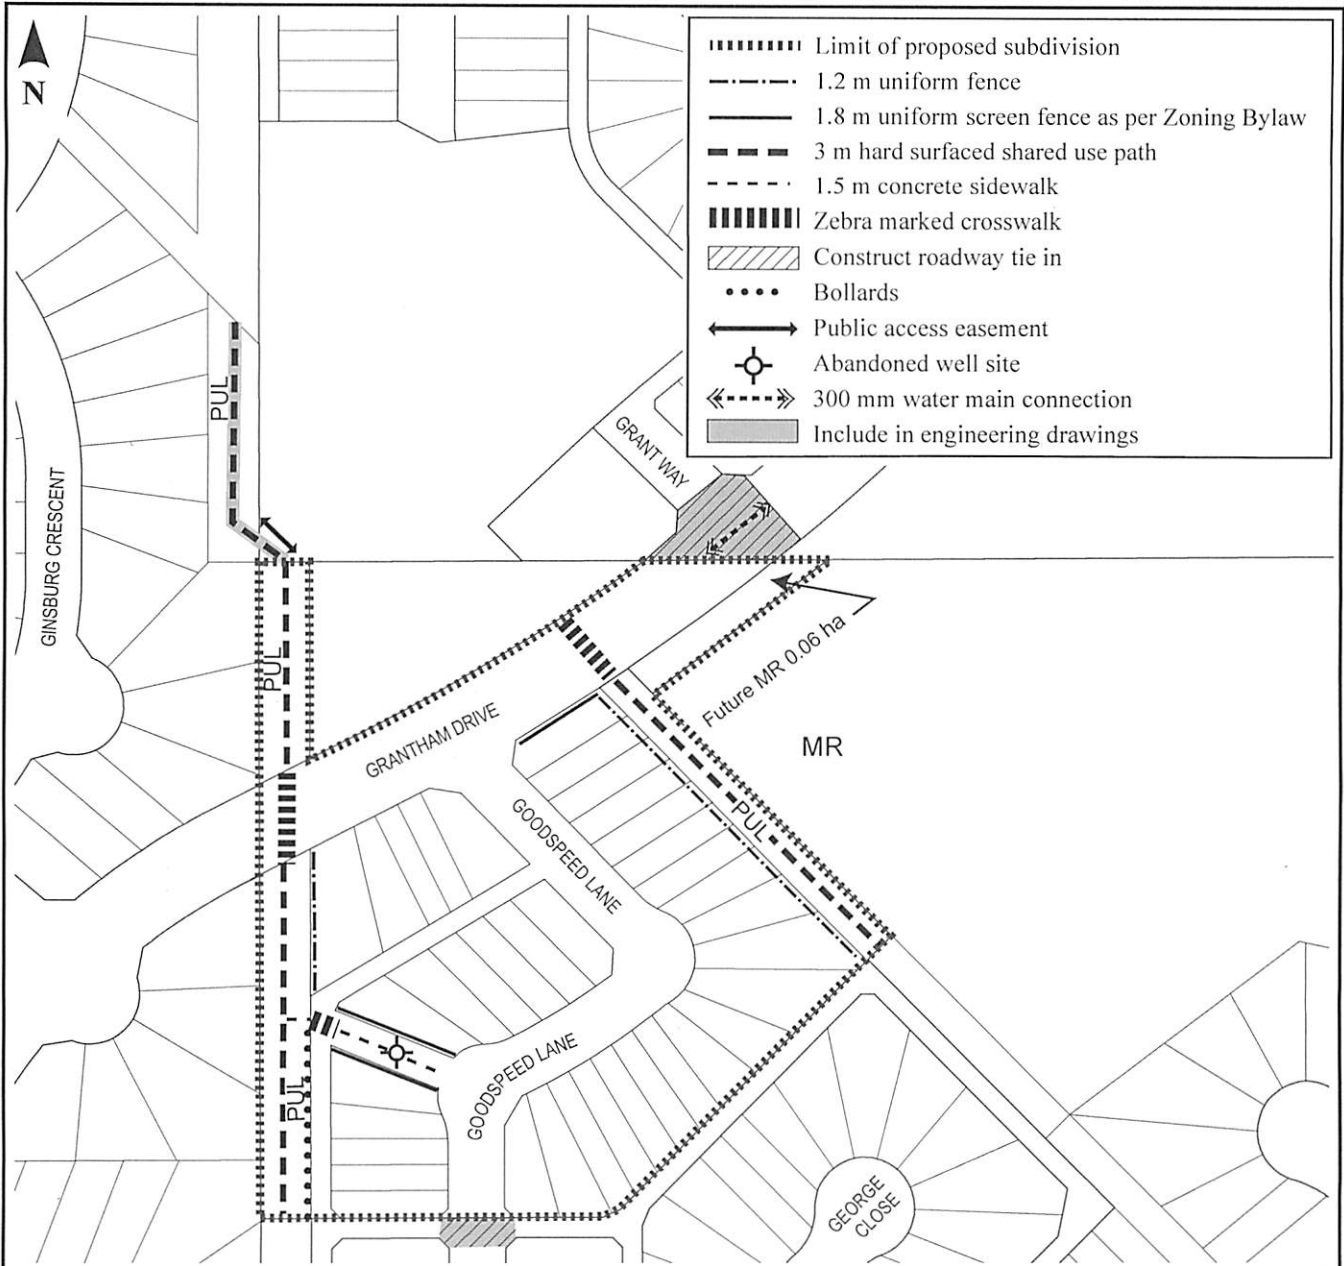 N
Limit of proposed subdivision
1.2 m uniform fence
1.8 m uniform screen fence as per Zoning Bylaw
3 m hard surfaced shared use path
1.5 m concrete sidewalk
Zebra marked crosswalk
Construct roadway tie in
Bollards
Public access easement
Abandoned well site
300 mm water main connection
Include in engineering drawings
PUL
GRANT WAY
GINSBURG CRESCENT
PUL
Future MR 0.06 ha
GRANTHAM DRIVE
MR
GOODSPEED LANE
PUL
GOODSPEED LANE
PUL
GEORGE
CLOSE